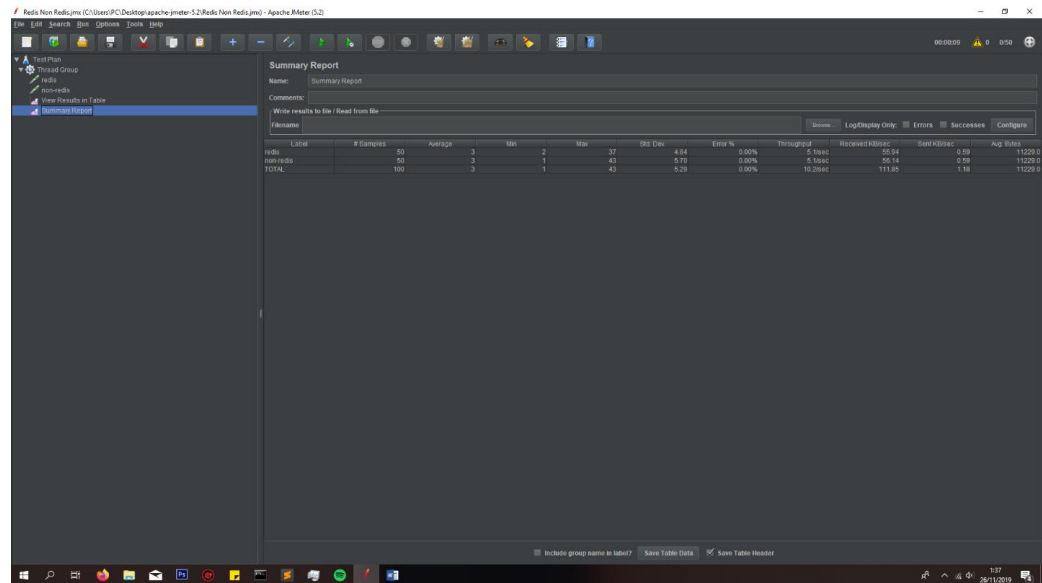 Redis Non Redis.jmx (C:\Users\PC\Desktop\apache-jmeter-5.2\Redis Non Redis.jmx) - Apache JMeter (5.2)
File Edit Search Run Options Tools Help
00:00:05 0 0/50
Test Plan
Thread Group
redis
non-redis
View Results in Table
Summary Report
Summary Report
Name: Summary Report
Comments:
Write results to file / Read from file
Filename Browse... Log/Display Only: Errors Successes Configure
Label # Samples Average Min Max Std. Dev. Error % Throughput Received KB/sec Sent KB/sec Avg. Bytes
redis 50 3 2 37 4.84 0.00% 5.1/sec 55.94 0.59 11229.0
non-redis 50 3 1 43 5.70 0.00% 5.1/sec 56.14 0.59 11229.0
TOTAL 100 3 1 43 5.29 0.00% 10.2/sec 111.65 1.18 11229.0
Include group name in label? Save Table Data Save Table Header
1:37
26/11/2019